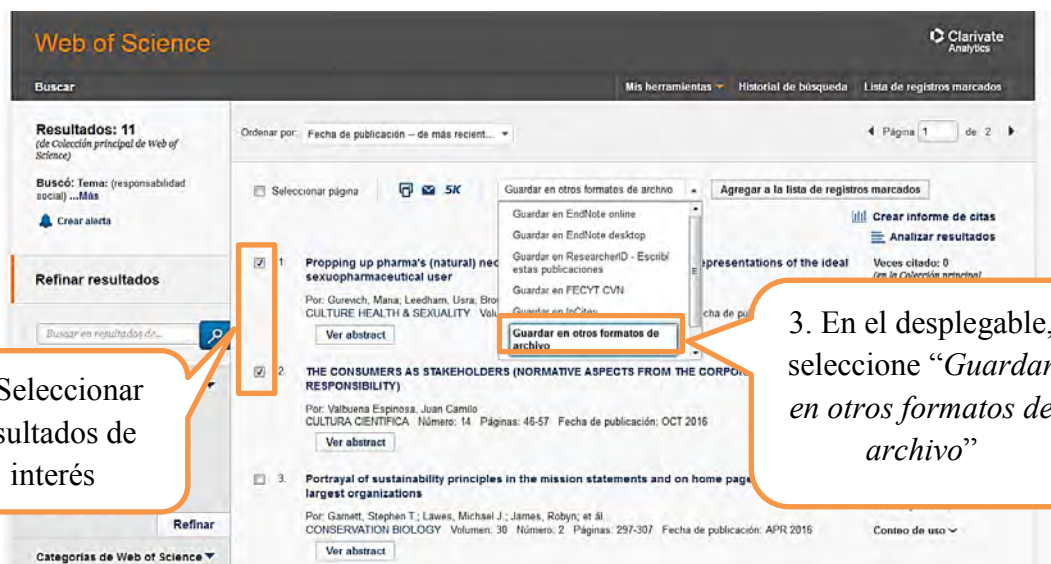 Web of Science
Clarivate
Analytics
Buscar
Mis herramientas
Historial de búsqueda
Lista de registros marcados
Resultados: 11
(de Colección principal de Web of
Science)
Buscó: Tema: (responsabilidad
social) ...Más
Crear alerta
Refinar resultados
Buscar en resultados de...
Seleccionar
sultados de
interés
Refinar
Categorías de Web of Science
Ordenar por: Fecha de publicación -- de más recient...
Página 1 de 2
Seleccionar página
5K
Guardar en otros formatos de archivo
Agregar a la lista de registros marcados
Guardar en EndNote online
Guardar en EndNote desktop
Guardar en ResearcherID - Escribí
estas publicaciones
Guardar en FECYT CVN
Guardar en InCites
Guardar en otros formatos de
archivo
Crear informe de citas
Analizar resultados
1. Propping up pharma's (natural) nec
presentations of the ideal
sexuopharmaceutical user
Por: Gurevich, Mana; Leedham, Usra; Bro
CULTURE HEALTH & SEXUALITY
cha de pu
Ver abstract
Veces citado: 0
(en la Colección principal
2. THE CONSUMERS AS STAKEHOLDERS (NORMATIVE ASPECTS FROM THE CORPO
RESPONSIBILITY)
Por: Valbuena Espinosa, Juan Camilo
CULTURA CIENTIFICA Número: 14 Páginas: 46-57 Fecha de publicación: OCT 2016
Ver abstract
3. Portrayal of sustainability principles in the mission statements and on home page
largest organizations
Por: Garnett, Stephen T.; Lawes, Michael J.; James, Robyn; et ál.
CONSERVATION BIOLOGY Volumen: 30 Número: 2 Páginas: 297-307 Fecha de publicación: APR 2016
Ver abstract
Conteo de uso
3. En el desplegable,
seleccione “Guardar
en otros formatos de
archivo”